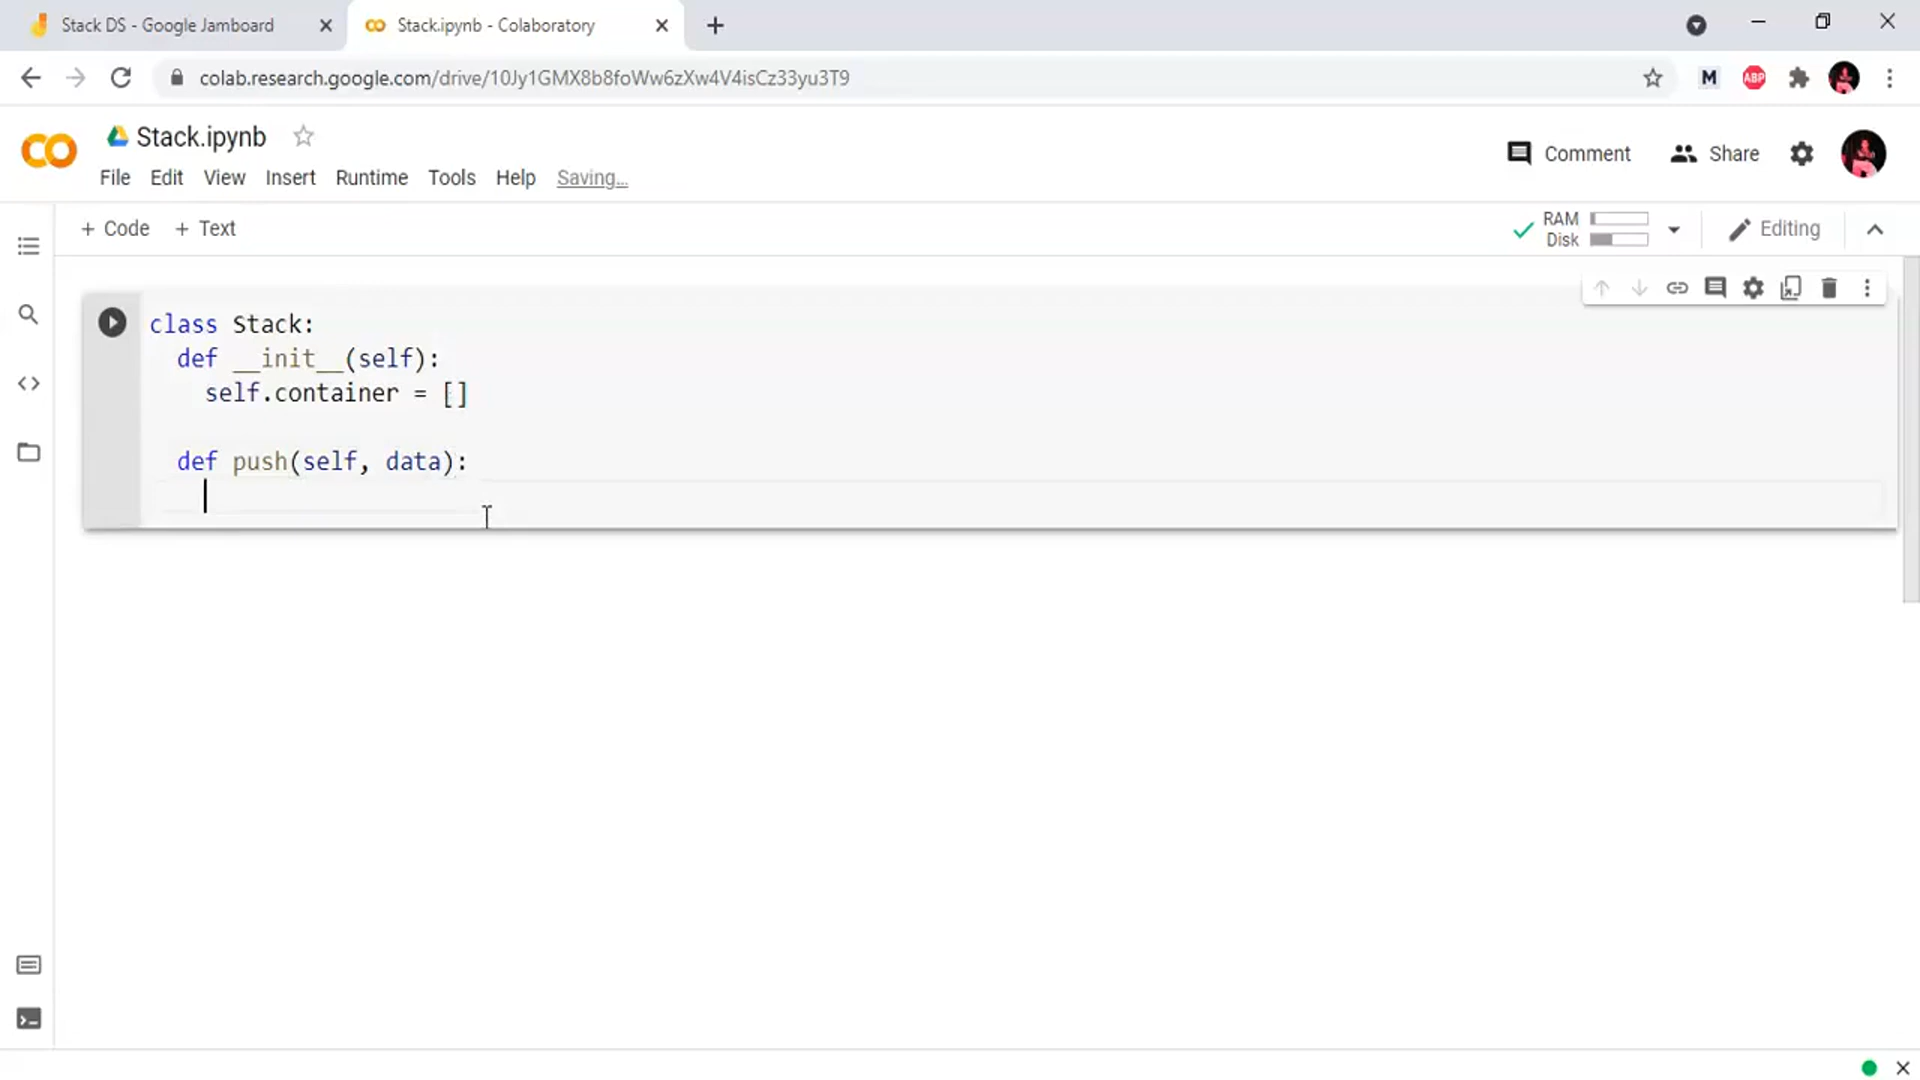 Stack DS - Google Jamboard
Stack.ipynb - Colaboratory
colab.research.google.com/drive/10Jy1GMX8b8foWw6zXw4V4isCz33yu3T9
M
ABP
Stack.ipynb
Comment
Share
File Edit View Insert Runtime Tools Help Saving...
+ Code + Text
RAM
Disk
Editing
class Stack:
  def __init__(self):
    self.container = []
  def push(self, data):